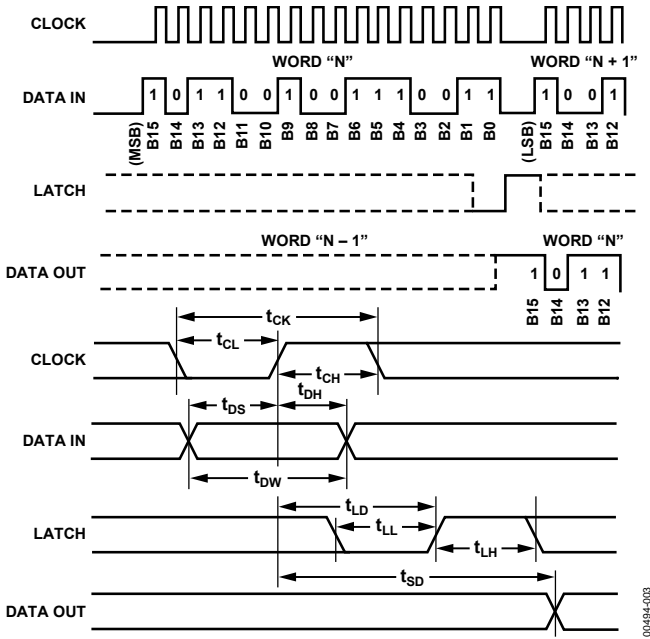 CLOCK
WORD “N” WORD “N + 1”
DATA IN 1 0 1 1 0 0 1 0 0 1 1 1 0 0 1 1 1 0 0 1
(MSB) B15 B14 B13 B12 B11 B10 B9 B8 B7 B6 B5 B4 B3 B2 B1 B0 (LSB) B15 B14 B13 B12
LATCH
WORD “N – 1” WORD “N”
DATA OUT 1 0 1 1
B15 B14 B13 B12
tCK
tCL
CLOCK
tCH
tDH
tDS
DATA IN
tDW
tLD
tLL
LATCH
tLH
tSD
DATA OUT
00494-003